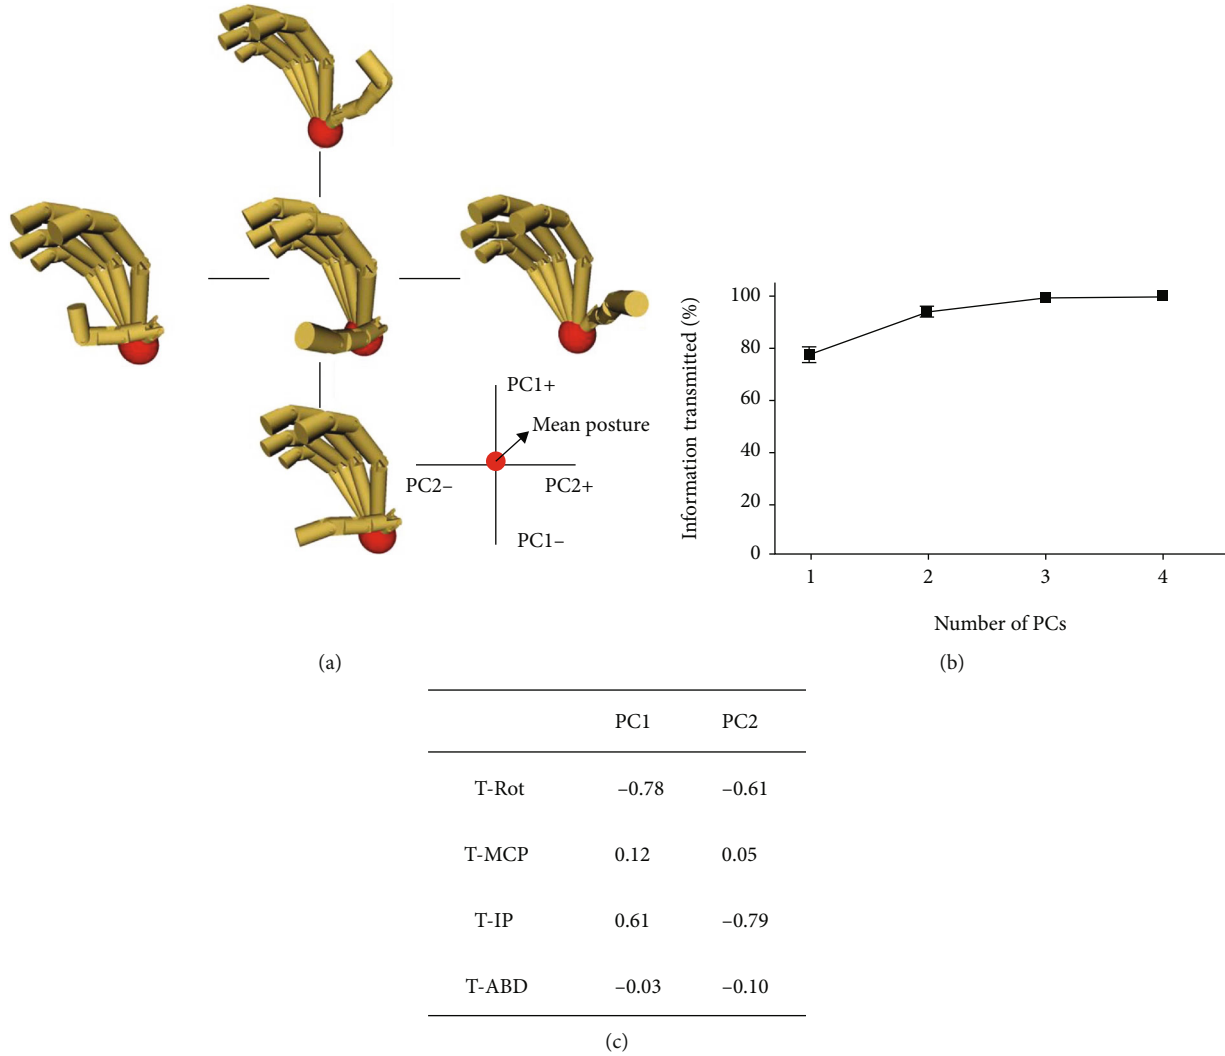 PC1+
Mean posture
PC2– PC2+
PC1–
(a)
Information transmitted (%)
100
80
60
40
20
0
1 2 3 4
Number of PCs
(b)
PC1 PC2
T-Rot –0.78 –0.61
T-MCP 0.12 0.05
T-IP 0.61 –0.79
T-ABD –0.03 –0.10
(c)